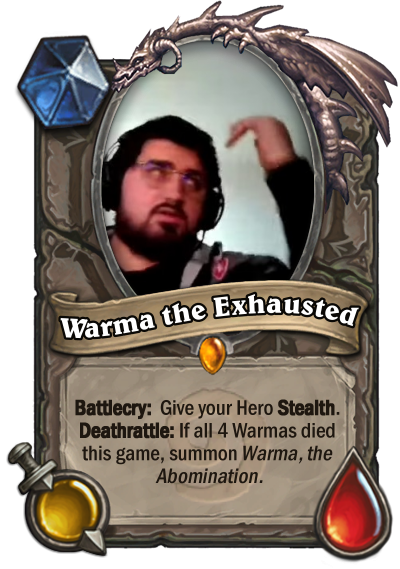 Warma the Exhausted
Battlecry: Give your Hero Stealth.
Deathrattle: If all 4 Warmas died
this game, summon Warma, the
Abomination.